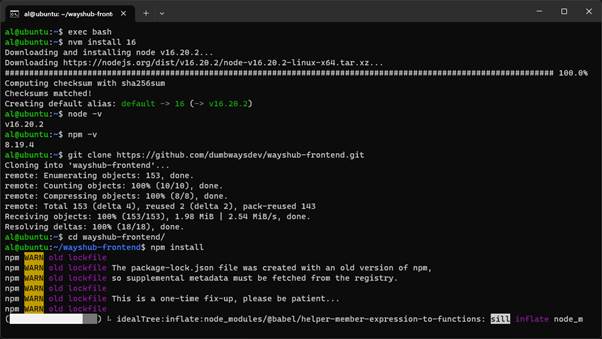 al@ubuntu: ~/wayshub-front
al@ubuntu:~$ exec bash
al@ubuntu:~$ nvm install 16
Downloading and installing node v16.20.2...
Downloading https://nodejs.org/dist/v16.20.2/node-v16.20.2-linux-x64.tar.xz...
################################################################################################################# 100.0%
Computing checksum with sha256sum
Checksums matched!
Creating default alias: default -> 16 (-> v16.20.2)
al@ubuntu:~$ node -v
v16.20.2
al@ubuntu:~$ npm -v
8.19.4
al@ubuntu:~$ git clone https://github.com/dumbwaysdev/wayshub-frontend.git
Cloning into 'wayshub-frontend'...
remote: Enumerating objects: 153, done.
remote: Counting objects: 100% (10/10), done.
remote: Compressing objects: 100% (8/8), done.
remote: Total 153 (delta 4), reused 2 (delta 2), pack-reused 143
Receiving objects: 100% (153/153), 1.98 MiB | 2.54 MiB/s, done.
Resolving deltas: 100% (18/18), done.
al@ubuntu:~$ cd wayshub-frontend/
al@ubuntu:~/wayshub-frontend$ npm install
npm WARN old lockfile
npm WARN old lockfile The package-lock.json file was created with an old version of npm,
npm WARN old lockfile so supplemental metadata must be fetched from the registry.
npm WARN old lockfile
npm WARN old lockfile This is a one-time fix-up, please be patient...
npm WARN old lockfile
( ) ⠧ idealTree:inflate:node_modules/@babel/helper-member-expression-to-functions: sill inflate node_m